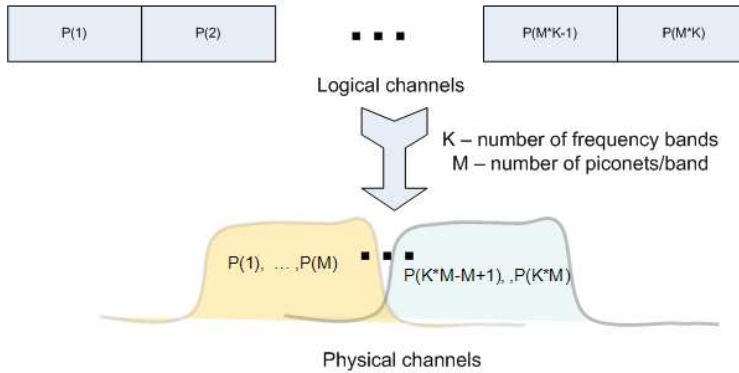 P(1) P(2) ▪ ▪ ▪ P(M*K-1) P(M*K)
Logical channels
K – number of frequency bands
M – number of piconets/band
P(1), ... ,P(M) ▪ ▪ ▪ P(K*M-M+1), ,P(K*M)
Physical channels